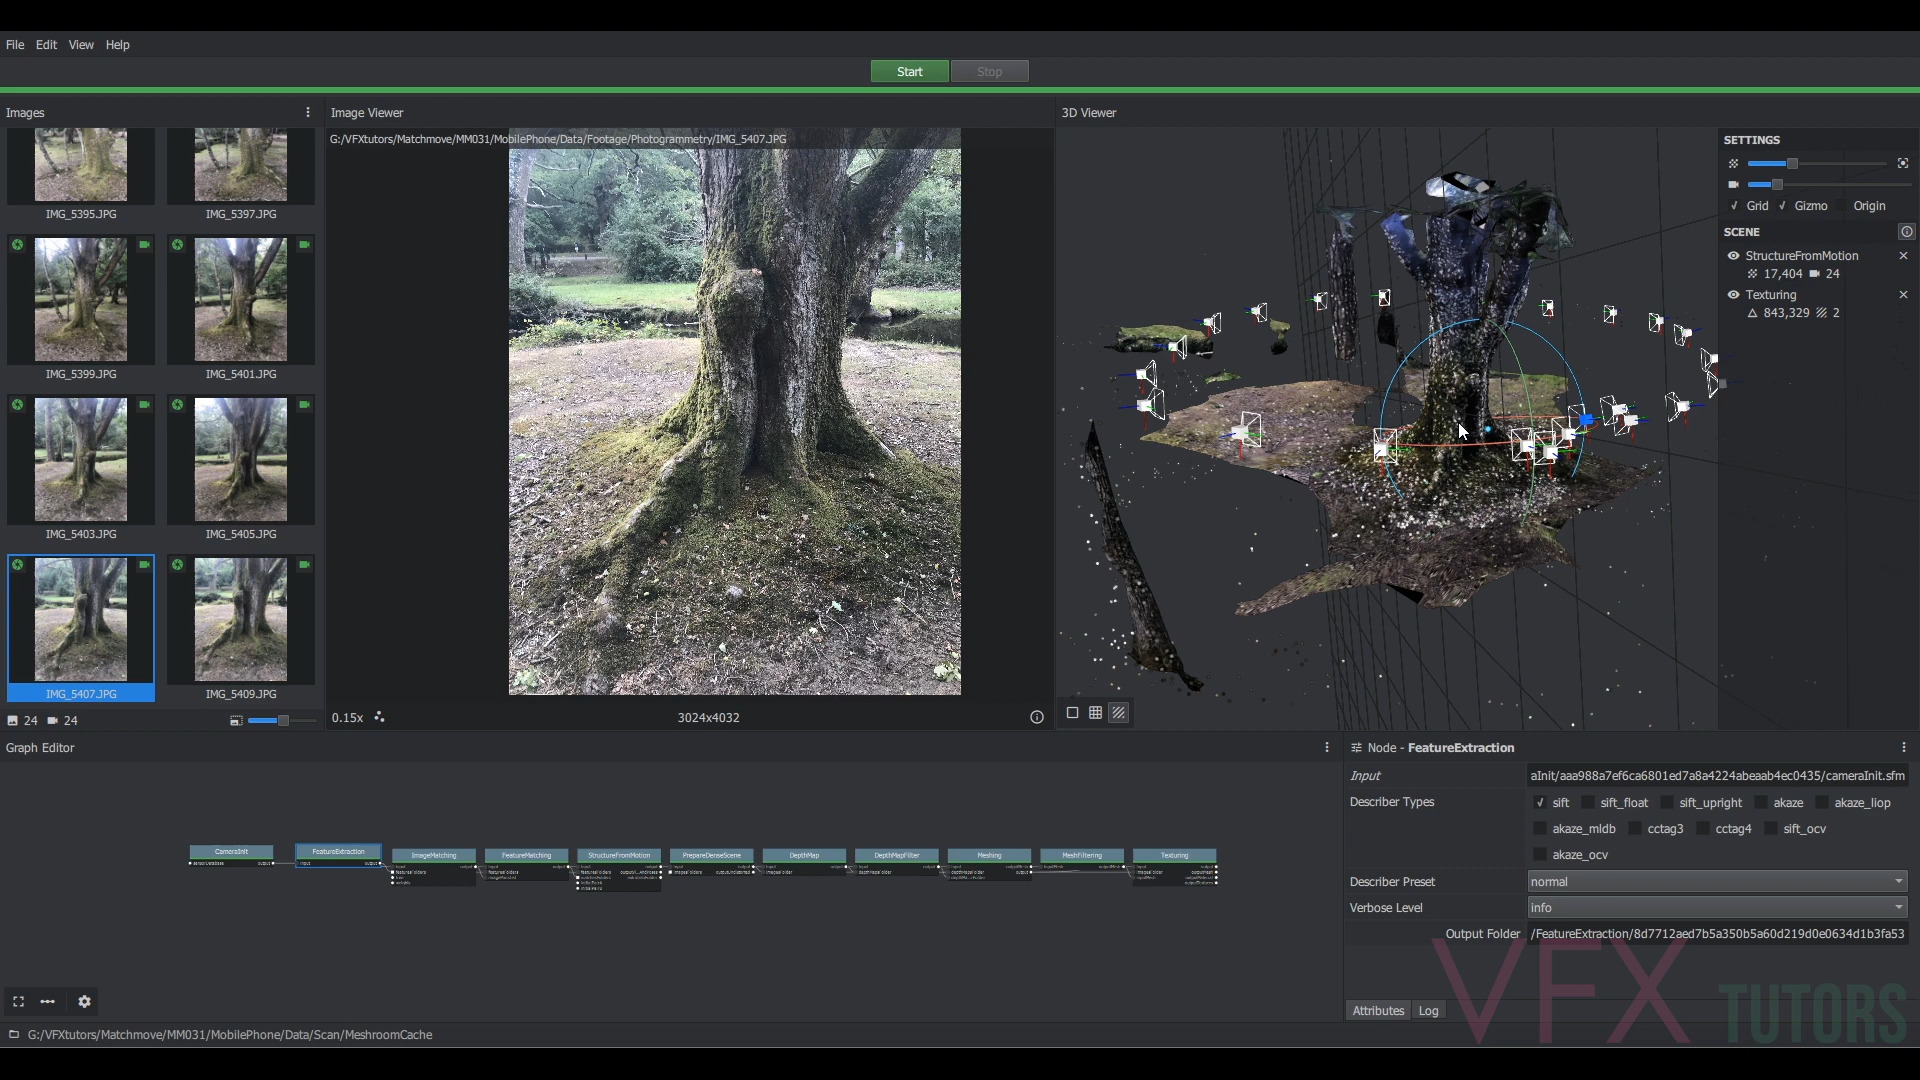 File Edit View Help
Start Stop
Images
Image Viewer
3D Viewer
G:/VFXtutors/Matchmove/MM031/MobilePhone/Data/Footage/Photogrammetry/IMG_5407.JPG
IMG_5395.JPG IMG_5397.JPG
IMG_5399.JPG IMG_5401.JPG
IMG_5403.JPG IMG_5405.JPG
IMG_5407.JPG IMG_5409.JPG
24 24
0.15x 3024x4032
SETTINGS
Grid Gizmo Origin
SCENE
StructureFromMotion
17,404 24
Texturing
843,329 2
Graph Editor
CameraInit FeatureExtraction ImageMatching FeatureMatching StructureFromMotion PrepareDenseScene DepthMap DepthMapFilter Meshing MeshFiltering Texturing
Node - FeatureExtraction
Input aInit/aaa988a7ef6ca6801ed7a8a4224abeaab4ec0435/cameraInit.sfm
Describer Types sift sift_float sift_upright akaze akaze_liop
akaze_mldb cctag3 cctag4 sift_ocv
akaze_ocv
Describer Preset normal
Verbose Level info
Output Folder /FeatureExtraction/8d7712aed7b5a350b5a60d219d0e0634d1b3fa53
Attributes Log
G:/VFXtutors/Matchmove/MM031/MobilePhone/Data/Scan/MeshroomCache
VFX TUTORS